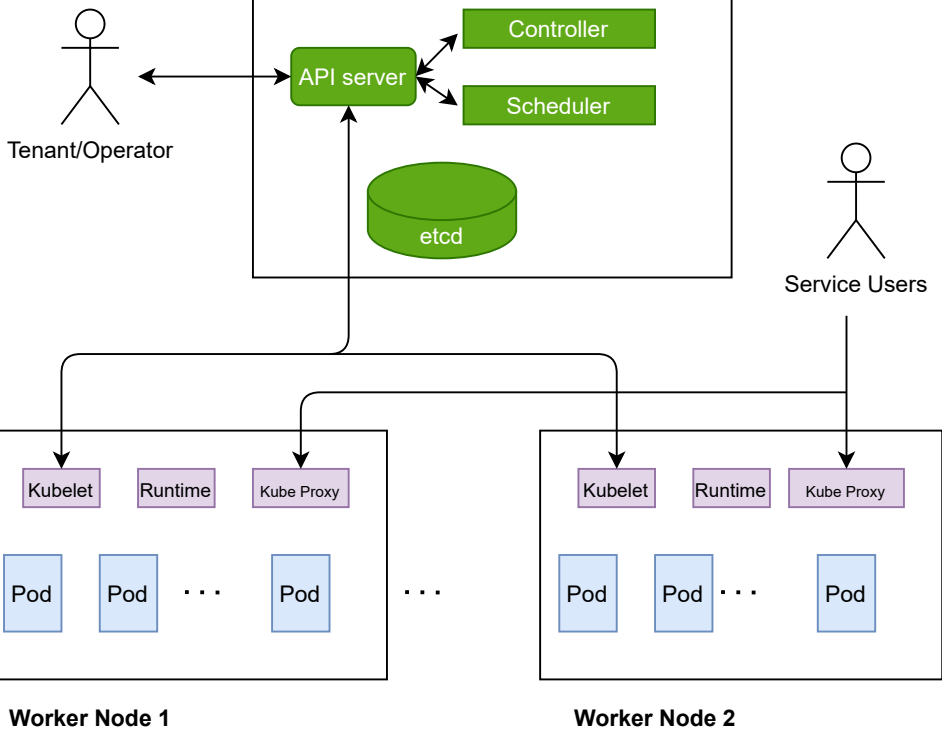 Controller
API server
Scheduler
Tenant/Operator
etcd
Service Users
Kubelet Runtime Kube Proxy
Kubelet Runtime Kube Proxy
Pod Pod . . . Pod
. . .
Pod Pod . . . Pod
Worker Node 1
Worker Node 2